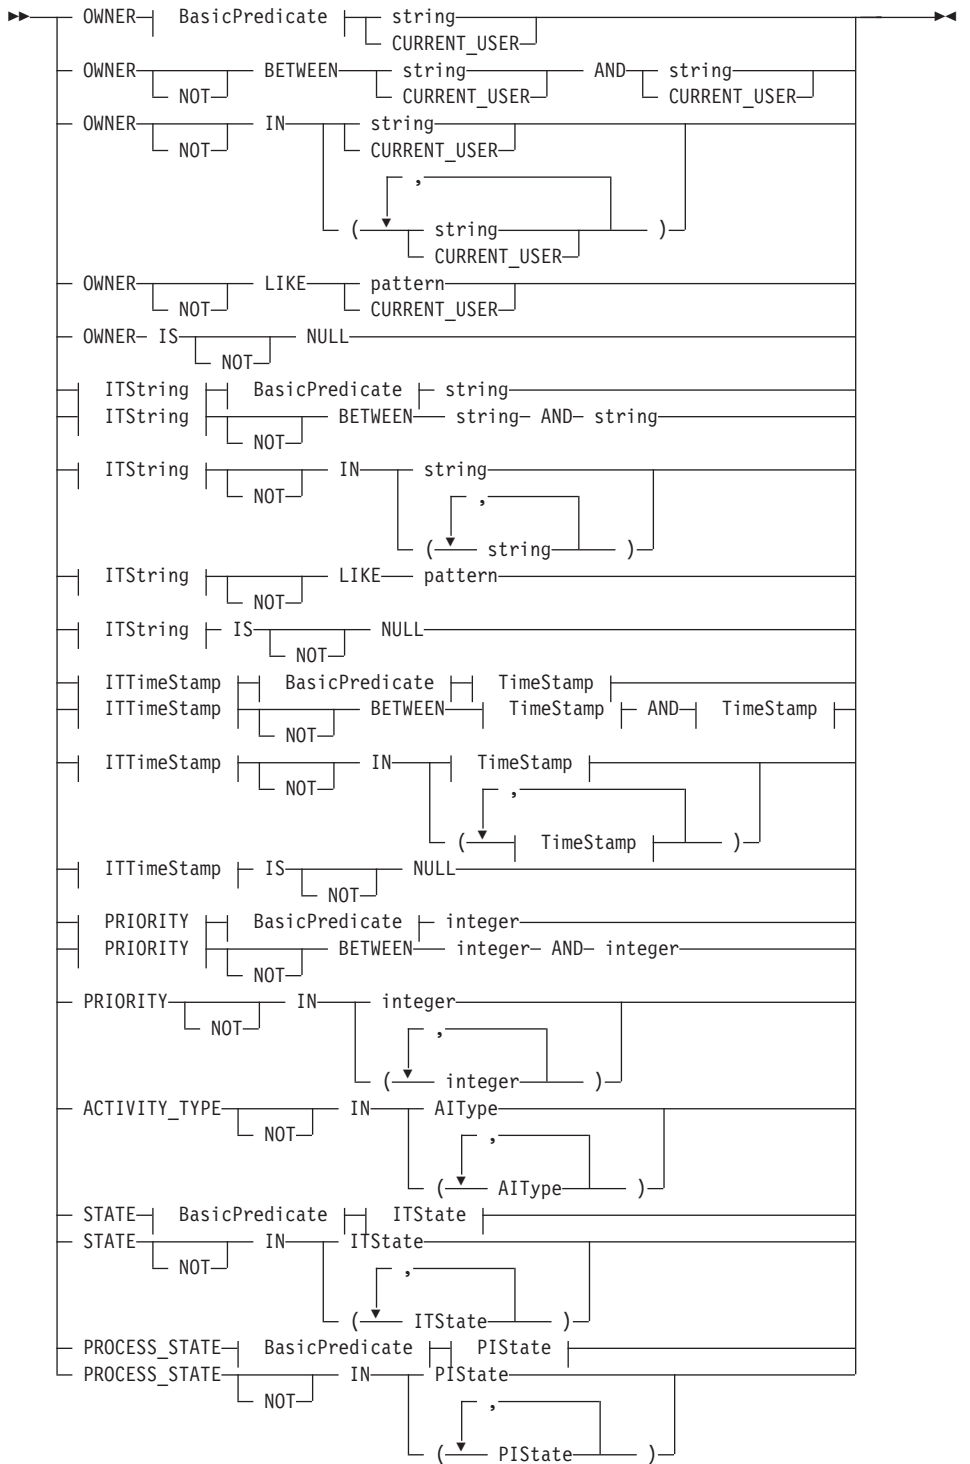 OWNER BasicPredicate string
CURRENT_USER
OWNER BETWEEN string AND string
NOT CURRENT_USER CURRENT_USER
OWNER IN string
NOT CURRENT_USER
,
( string )
CURRENT_USER
OWNER LIKE pattern
NOT CURRENT_USER
OWNER IS NULL
NOT
ITString BasicPredicate string
ITString BETWEEN string AND string
NOT
ITString IN string
NOT ,
( string )
ITString LIKE pattern
NOT
ITString IS NULL
NOT
ITTimeStamp BasicPredicate TimeStamp
ITTimeStamp BETWEEN TimeStamp AND TimeStamp
NOT
ITTimeStamp IN TimeStamp
NOT ,
( TimeStamp )
ITTimeStamp IS NULL
NOT
PRIORITY BasicPredicate integer
PRIORITY BETWEEN integer AND integer
NOT
PRIORITY IN integer
NOT ,
( integer )
ACTIVITY_TYPE IN AIType
NOT ,
( AIType )
STATE BasicPredicate ITState
STATE IN ITState
NOT ,
( ITState )
PROCESS_STATE BasicPredicate PIState
PROCESS_STATE IN PIState
NOT ,
( PIState )